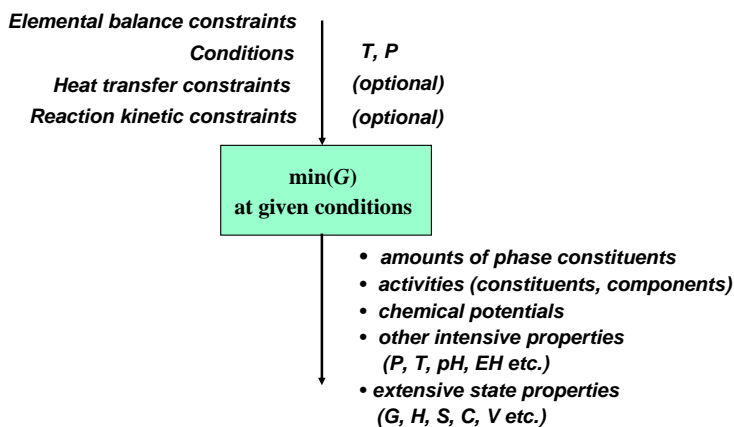 Elemental balance constraints
Conditions T, P
Heat transfer constraints (optional)
Reaction kinetic constraints (optional)
min(G)
at given conditions
• amounts of phase constituents
• activities (constituents, components)
• chemical potentials
• other intensive properties
(P, T, pH, EH etc.)
• extensive state properties
(G, H, S, C, V etc.)